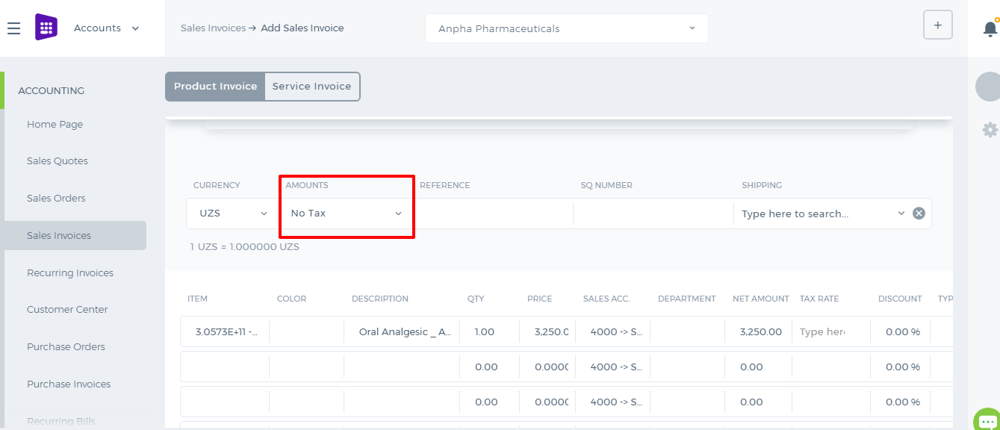 Accounts
Sales Invoices → Add Sales Invoice
Anpha Pharmaceuticals
+
ACCOUNTING
Home Page
Sales Quotes
Sales Orders
Sales Invoices
Recurring Invoices
Customer Center
Purchase Orders
Purchase Invoices
Recurring Bills
Product Invoice Service Invoice
CURRENCY AMOUNTS REFERENCE SQ NUMBER SHIPPING
UZS No Tax Type here to search...
1 UZS = 1.000000 UZS
ITEM COLOR DESCRIPTION QTY PRICE SALES ACC. DEPARTMENT NET AMOUNT TAX RATE DISCOUNT TYP
3.0573E+11 -... Oral Analgesic _ A... 1.00 3,250.0 4000 -> S... 3,250.00 Type here 0.00 %
0.00 0.0000 4000 -> S... 0.00 0.00 %
0.00 0.0000 4000 -> S... 0.00 0.00 %